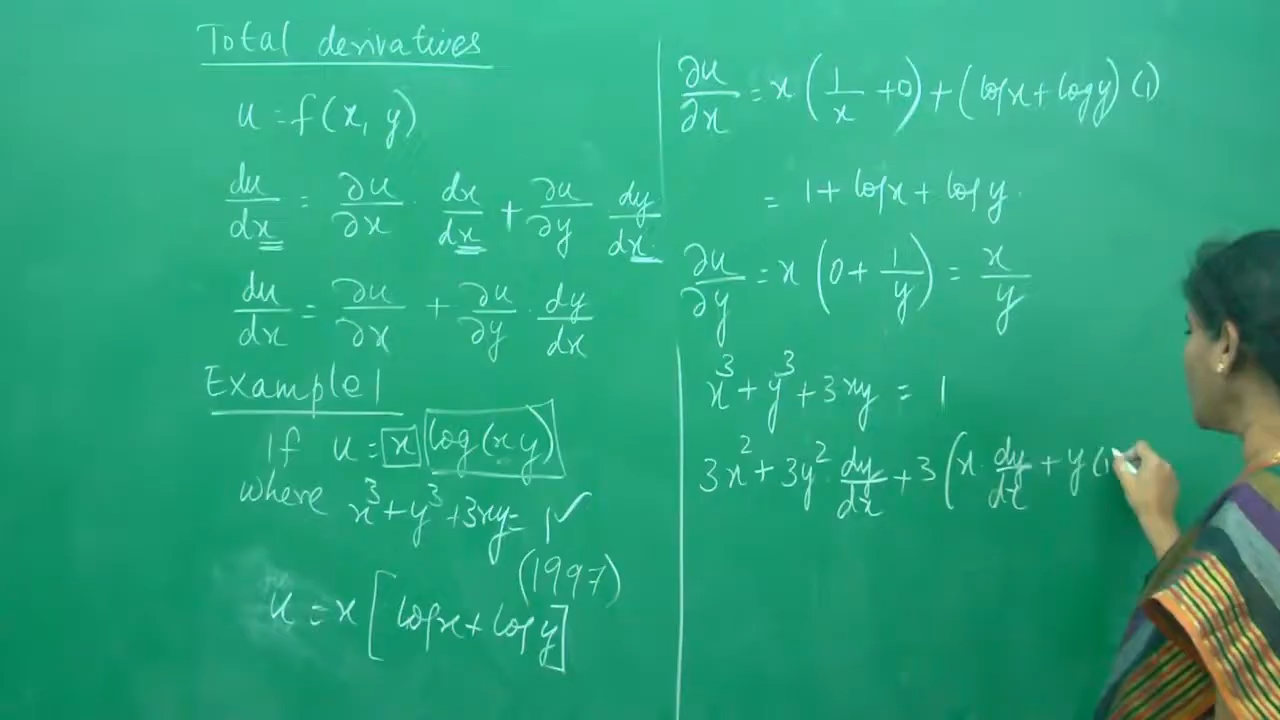 Total derivatives
u = f(x, y)
du/dx = ∂u/∂x · dx/dx + ∂u/∂y dy/dx
du/dx = ∂u/∂x + ∂u/∂y · dy/dx
Example 1
If u = x log(xy)
where x³+y³+3xy = 1 ✓
(1997)
u = x [log x + log y]
∂u/∂x = x (1/x + 0) + (log x + log y) (1)
= 1 + log x + log y.
∂u/∂y = x (0 + 1/y) = x/y
x³ + y³ + 3xy = 1
3x² + 3y² · dy/dx + 3 (x · dy/dx + y (1